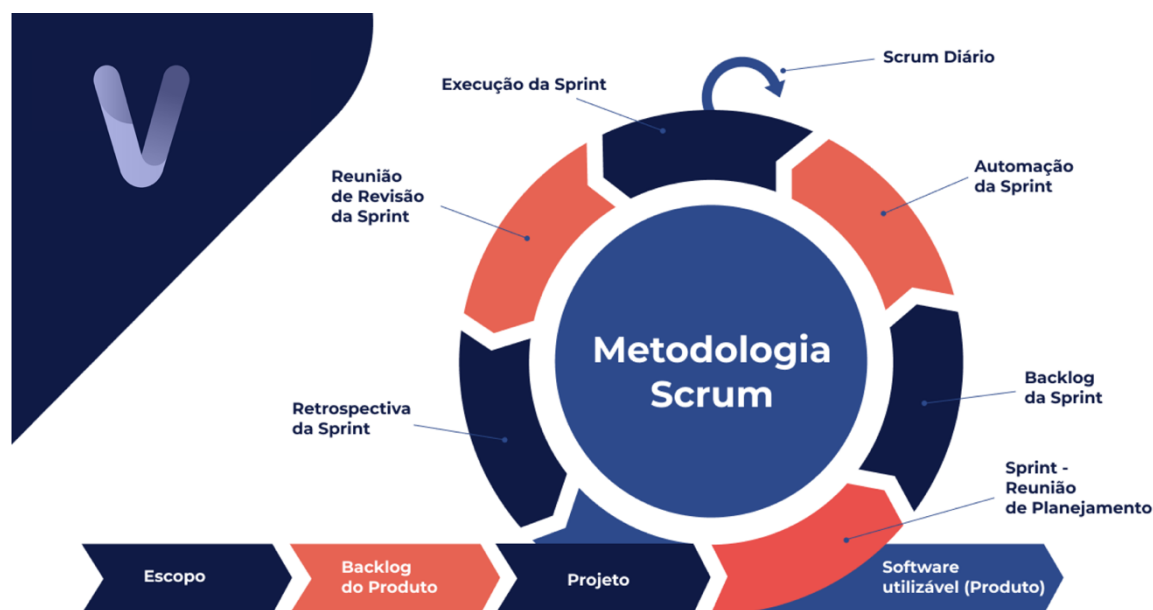 Scrum Diário
Execução da Sprint
Automação
da Sprint
Reunião
de Revisão
da Sprint
Metodologia
Scrum
Backlog
da Sprint
Retrospectiva
da Sprint
Sprint -
Reunião
de Planejamento
Escopo
Backlog
do Produto
Projeto
Software
utilizável (Produto)